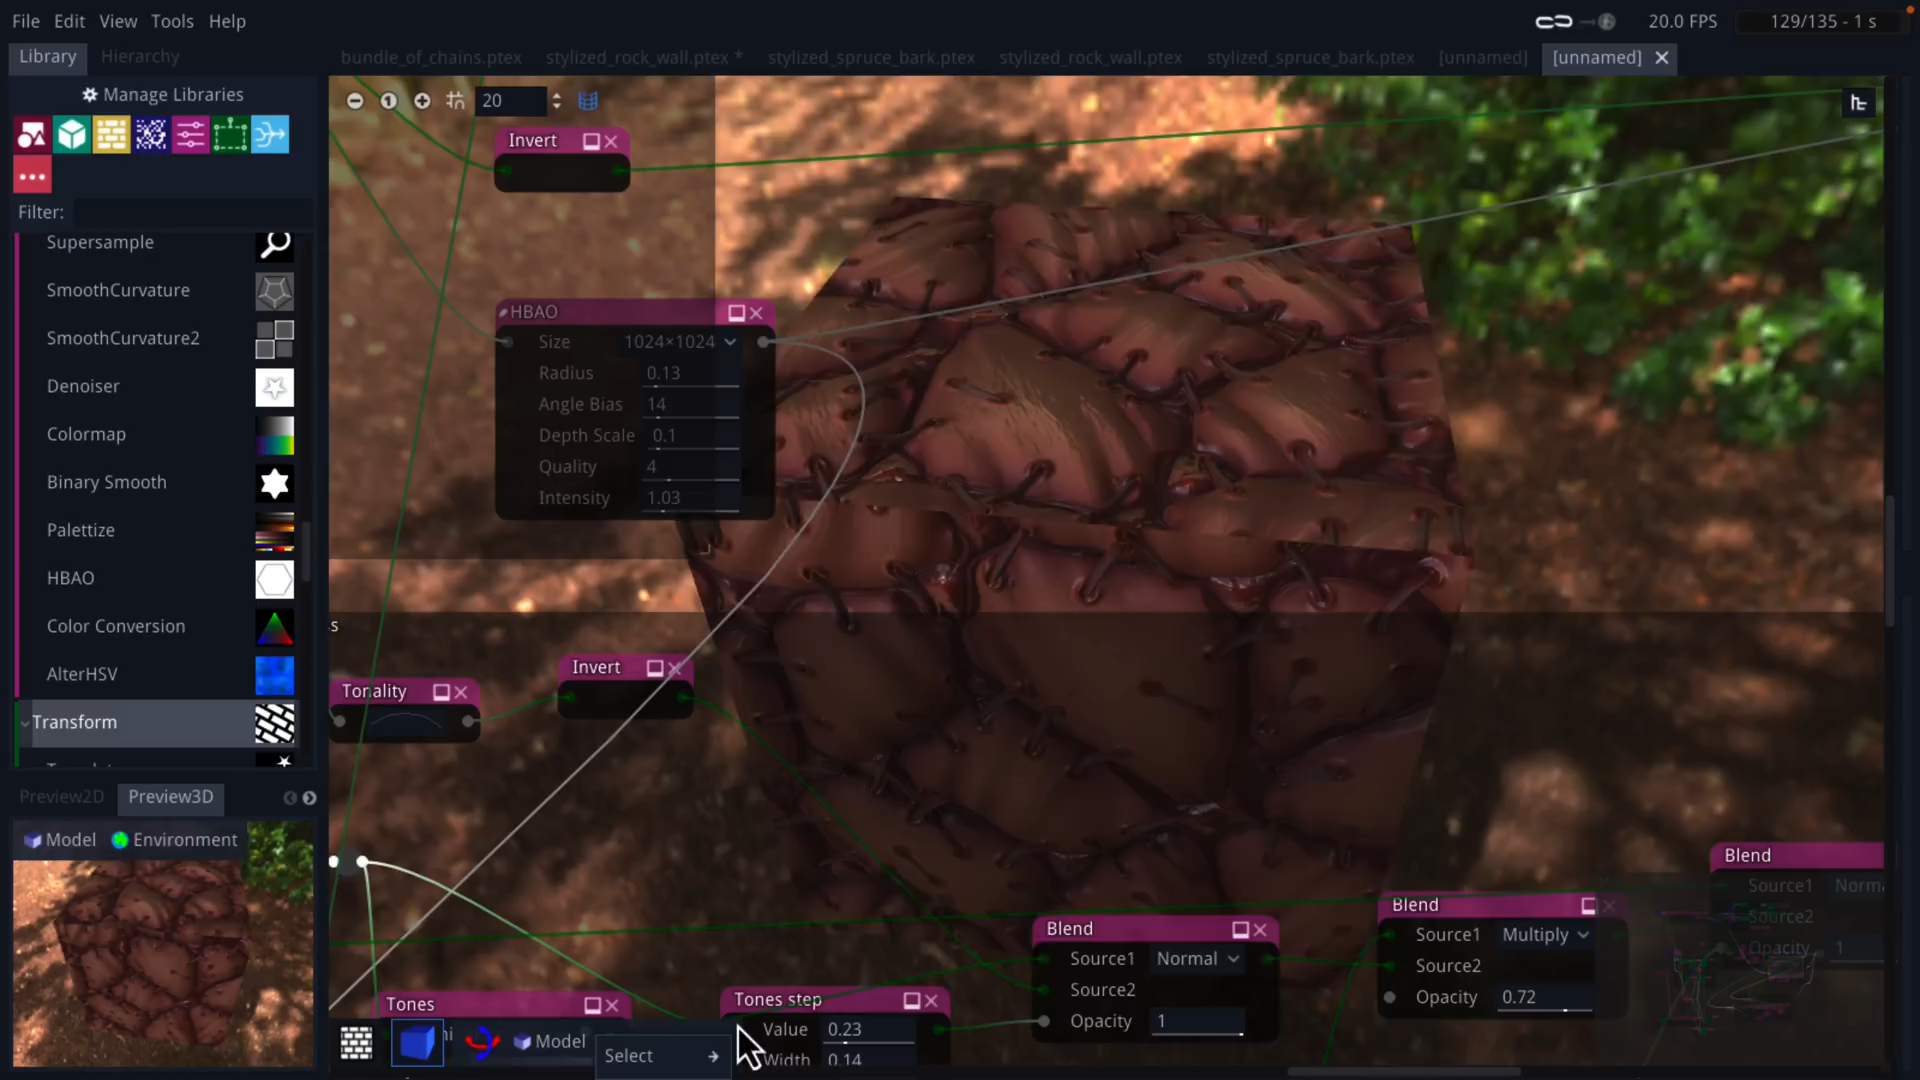 File Edit View Tools Help
20.0 FPS
129/135 - 1 s
Library Hierarchy
bundle_of_chains.ptex stylized_rock_wall.ptex * stylized_spruce_bark.ptex stylized_rock_wall.ptex stylized_spruce_bark.ptex [unnamed] [unnamed]
Manage Libraries
Filter:
Supersample
SmoothCurvature
SmoothCurvature2
Denoiser
Colormap
Binary Smooth
Palettize
HBAO
Color Conversion
AlterHSV
Transform
Preview2D Preview3D
Model Environment
1 20
Invert
HBAO
Size 1024×1024
Radius 0.13
Angle Bias 14
Depth Scale 0.1
Quality 4
Intensity 1.03
s
Tonality
Invert
Tones
Model
Select
Tones step
Value 0.23
Width 0.14
Blend
Source1 Normal
Source2
Opacity 1
Blend
Source1 Multiply
Source2
Opacity 0.72
Blend
Source1 Norma
Source2
Opacity 1